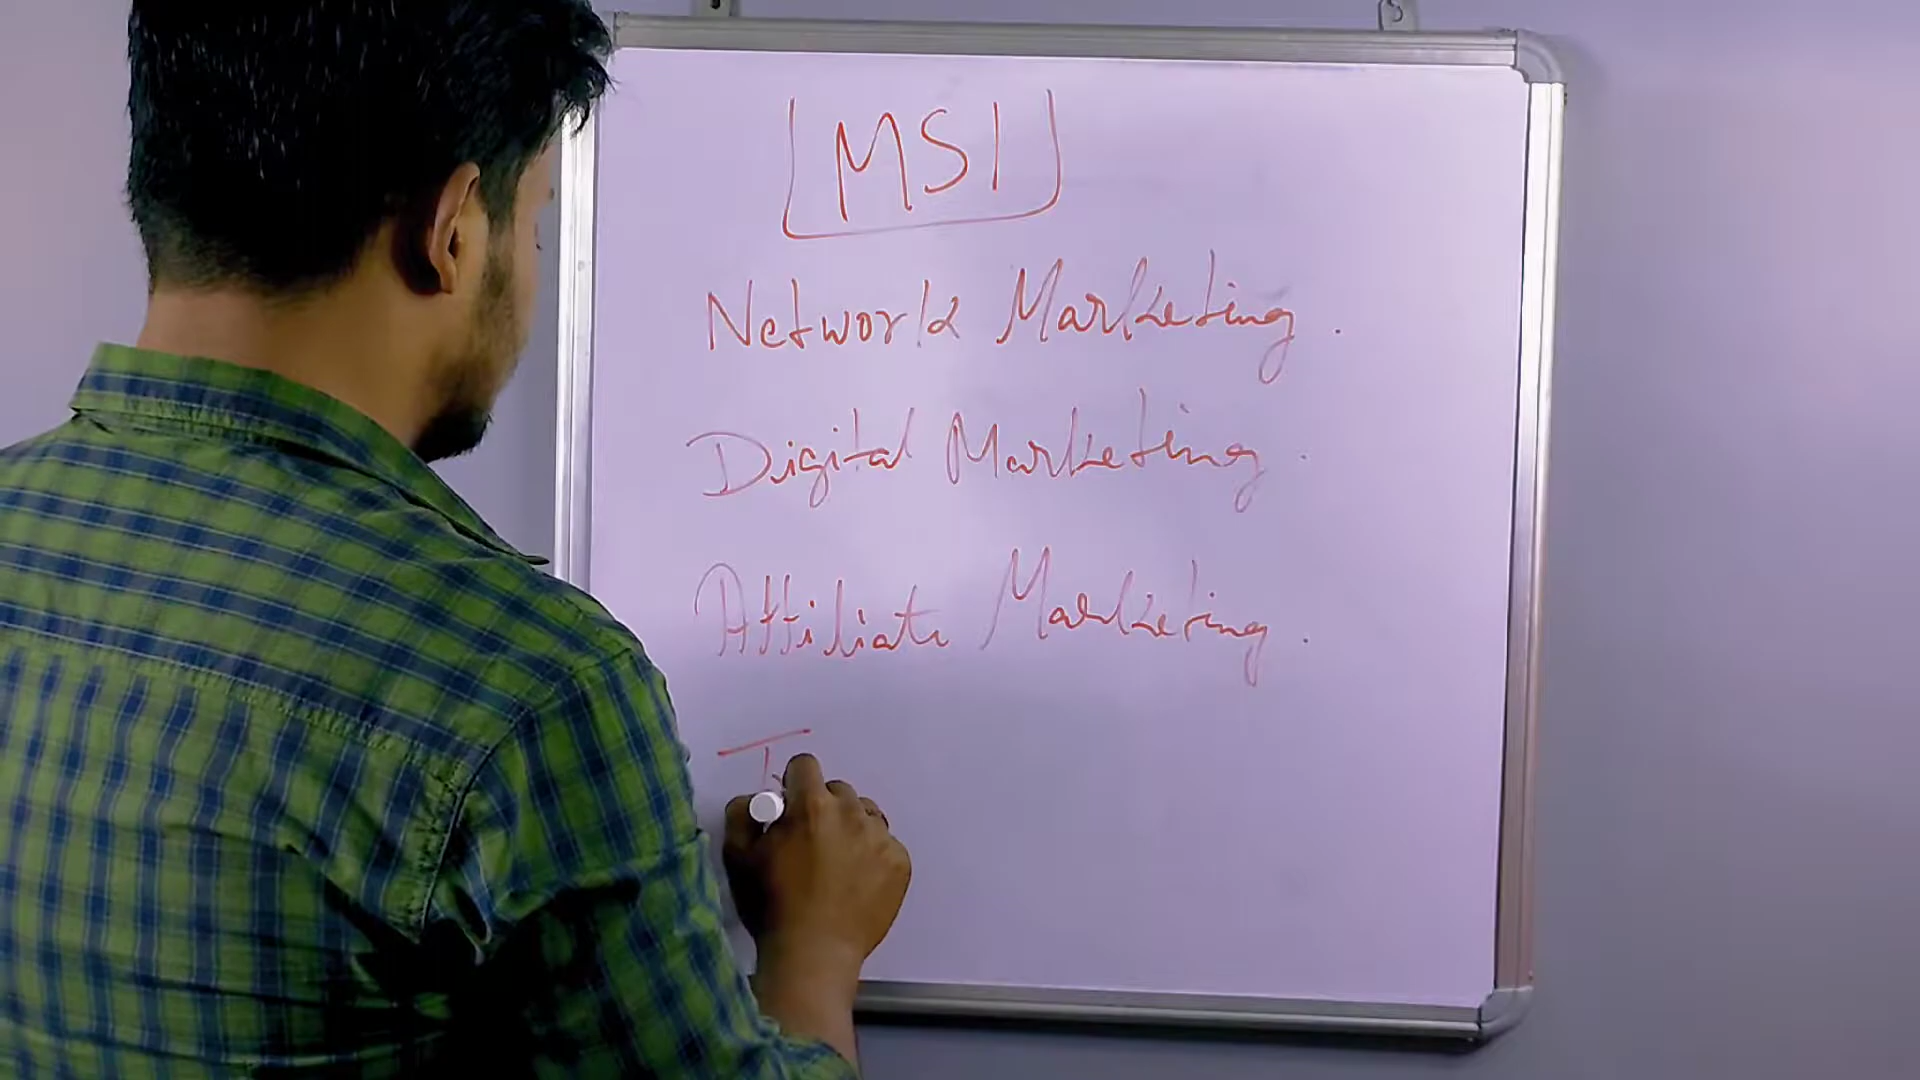 MSI
Network Marketing.
Digital Marketing.
Affiliate Marketing.
T